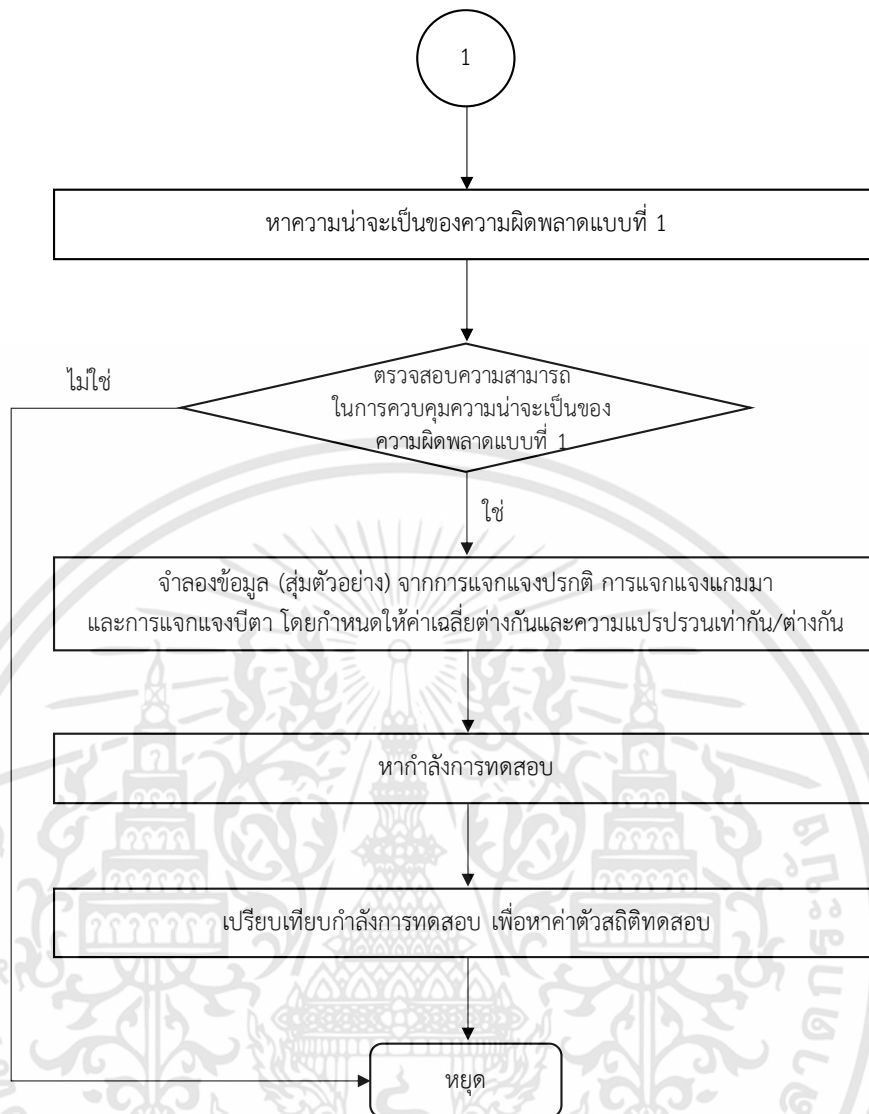 1
หาความน่าจะเป็นของความผิดพลาดแบบที่ 1
ไม่ใช่
ตรวจสอบความสามารถ
ในการควบคุมความน่าจะเป็นของ
ความผิดพลาดแบบที่ 1
ใช่
จำลองข้อมูล (สุ่มตัวอย่าง) จากการแจกแจงปรกติ การแจกแจงแกมมา
และการแจกแจงบีตา โดยกำหนดให้ค่าเฉลี่ยต่างกันและความแปรปรวนเท่ากัน/ต่างกัน
หากำลังการทดสอบ
เปรียบเทียบกำลังการทดสอบ เพื่อหาค่าตัวสถิติทดสอบ
หยุด